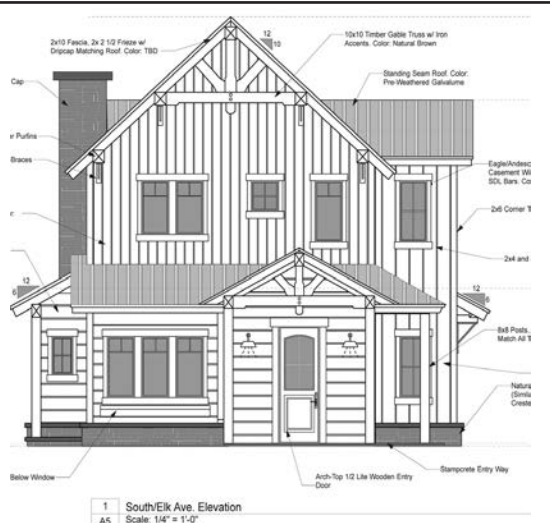 2x10 Fascia, 2x 2 1/2 Frieze w/
Dripcap Matching Roof. Color: TBD
12
10
10x10 Timber Gable Truss w/ Iron
Accents. Color: Natural Brown
Standing Seam Roof. Color:
Pre-Weathered Galvalume
Cap
Purlins
Braces
Eagle/Andersc
Casement Wi
SDL Bars. Co
2x6 Corner T
2x4 and
12
6
12
6
8x8 Posts.
Match All T
Natura
(Simila
Creste
Below Window
Arch-Top 1/2 Lite Wooden Entry
Door
Stampcrete Entry Way
1 South/Elk Ave. Elevation
A5 Scale: 1/4" = 1'-0"